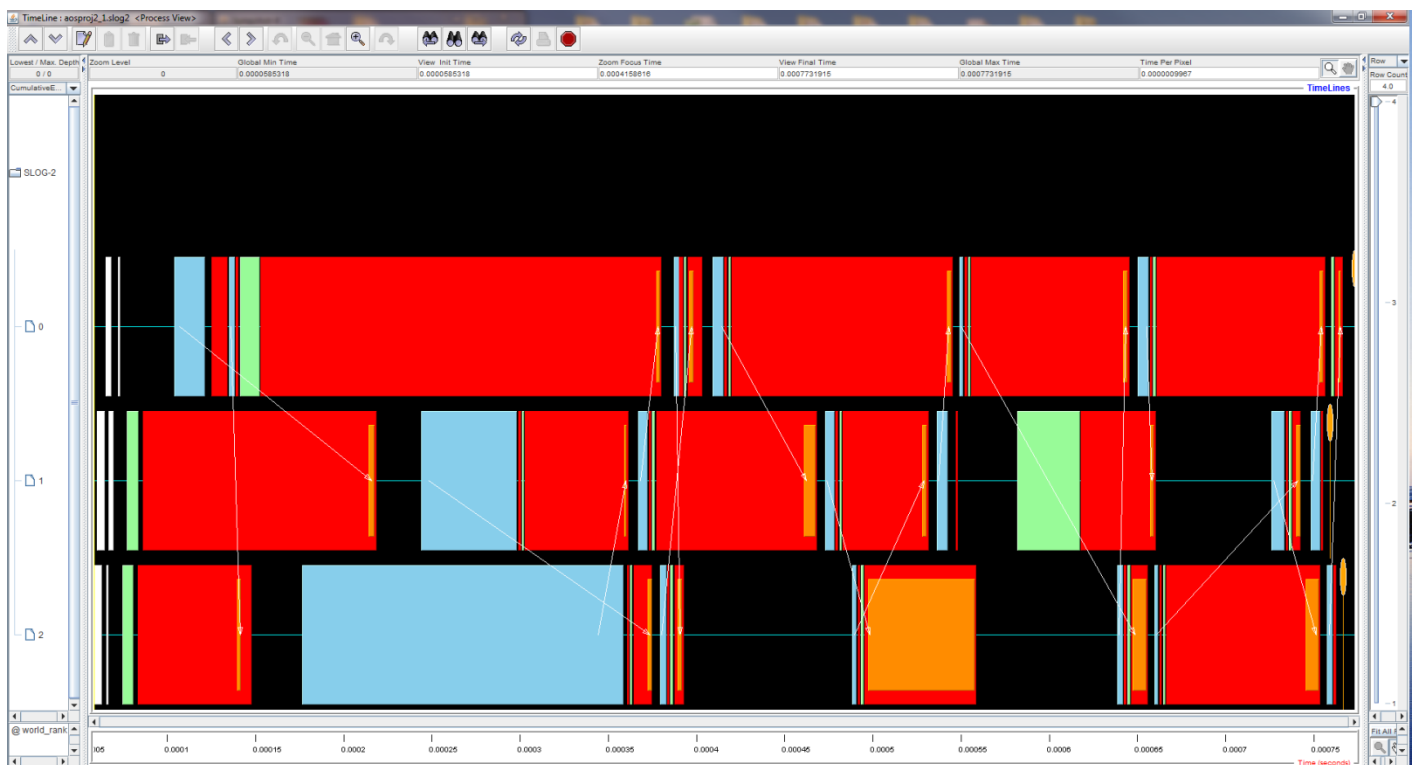 TimeLine : aosproj2_1.slog2 <Process View>
Lowest / Max. Depth
0 / 0
Zoom Level
0
Global Min Time
0.0000585318
View Init Time
0.0000585318
Zoom Focus Time
0.0004158616
View Final Time
0.0007731915
Global Max Time
0.0007731915
Time Per Pixel
0.0000009967
Row
Row Count
4.0
CumulativeE...
TimeLines
SLOG-2
0
1
2
4
3
2
1
@ world_rank
Fit All
0.0001 0.00015 0.0002 0.00025 0.0003 0.00035 0.0004 0.00045 0.0005 0.00055 0.0006 0.00065 0.0007 0.00075
Time (seconds)